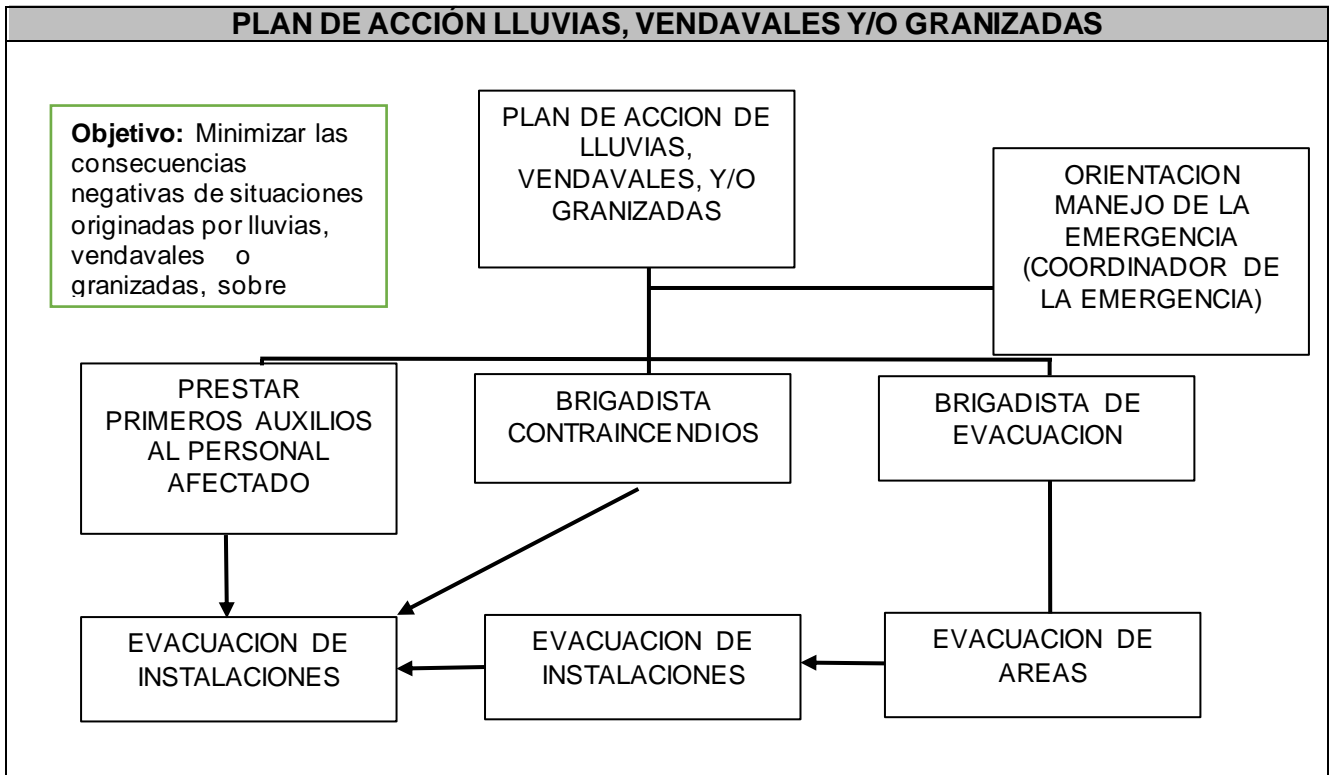 PLAN DE ACCIÓN LLUVIAS, VENDAVALES Y/O GRANIZADAS
Objetivo: Minimizar las
consecuencias
negativas de situaciones
originadas por lluvias,
vendavales o
granizadas, sobre
PLAN DE ACCION DE
LLUVIAS,
VENDAVALES, Y/O
GRANIZADAS
ORIENTACION
MANEJO DE LA
EMERGENCIA
(COORDINADOR DE
LA EMERGENCIA)
PRESTAR
PRIMEROS AUXILIOS
AL PERSONAL
AFECTADO
BRIGADISTA
CONTRAINCENDIOS
BRIGADISTA DE
EVACUACION
EVACUACION DE
INSTALACIONES
EVACUACION DE
INSTALACIONES
EVACUACION DE
AREAS